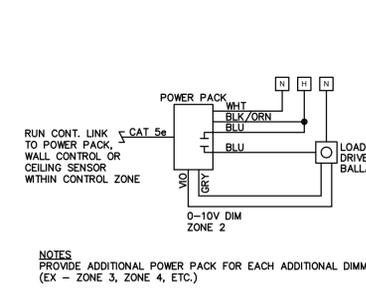 N H N
POWER PACK
WHT
BLK/ORN
BLU
CAT 5e
RUN CONT. LINK
TO POWER PACK,
WALL CONTROL OR
CEILING SENSOR
WITHIN CONTROL ZONE
BLU
LOAD
DRIVE
BALLA
VIO
GRY
0-10V DIM
ZONE 2
NOTES
PROVIDE ADDITIONAL POWER PACK FOR EACH ADDITIONAL DIMM
(EX - ZONE 3, ZONE 4, ETC.)